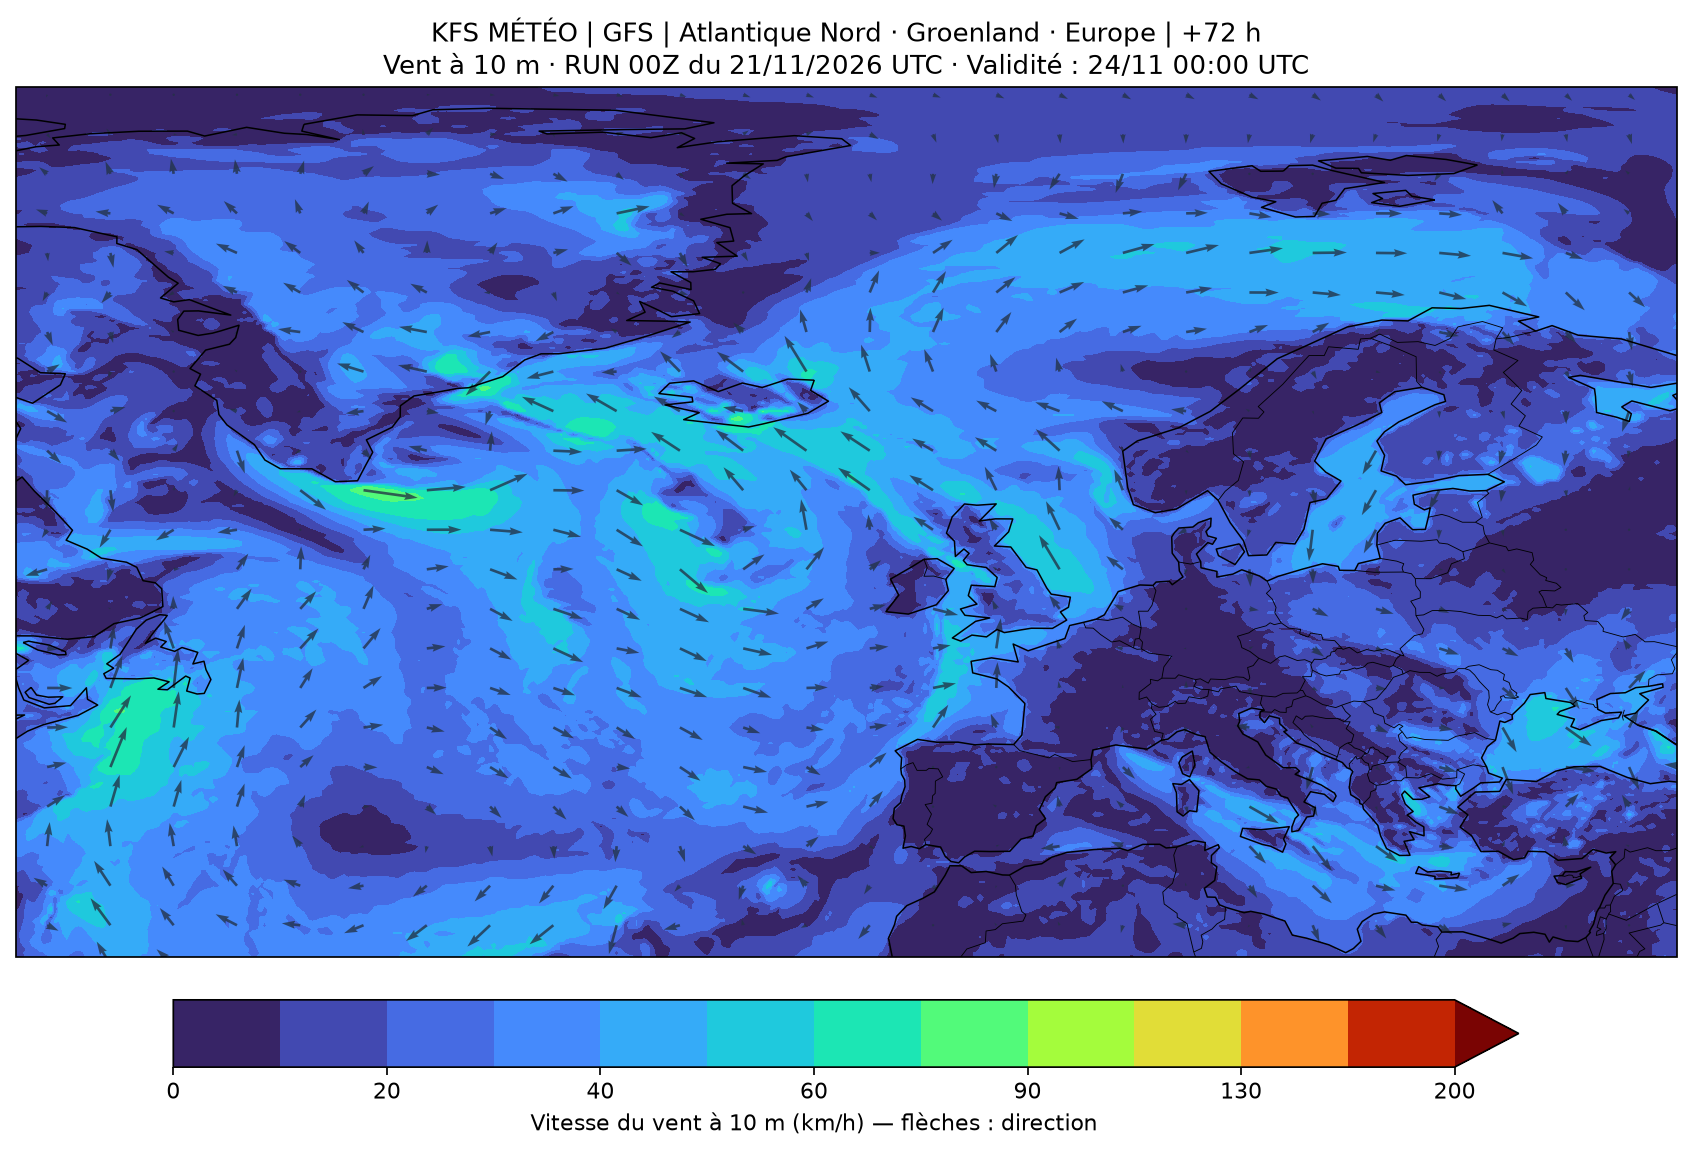 KFS MÉTÉO | GFS | Atlantique Nord · Groenland · Europe | +72 h
Vent à 10 m · RUN 00Z du 21/11/2026 UTC · Validité : 24/11 00:00 UTC
0 20 40 60 90 130 200
Vitesse du vent à 10 m (km/h) — flèches : direction